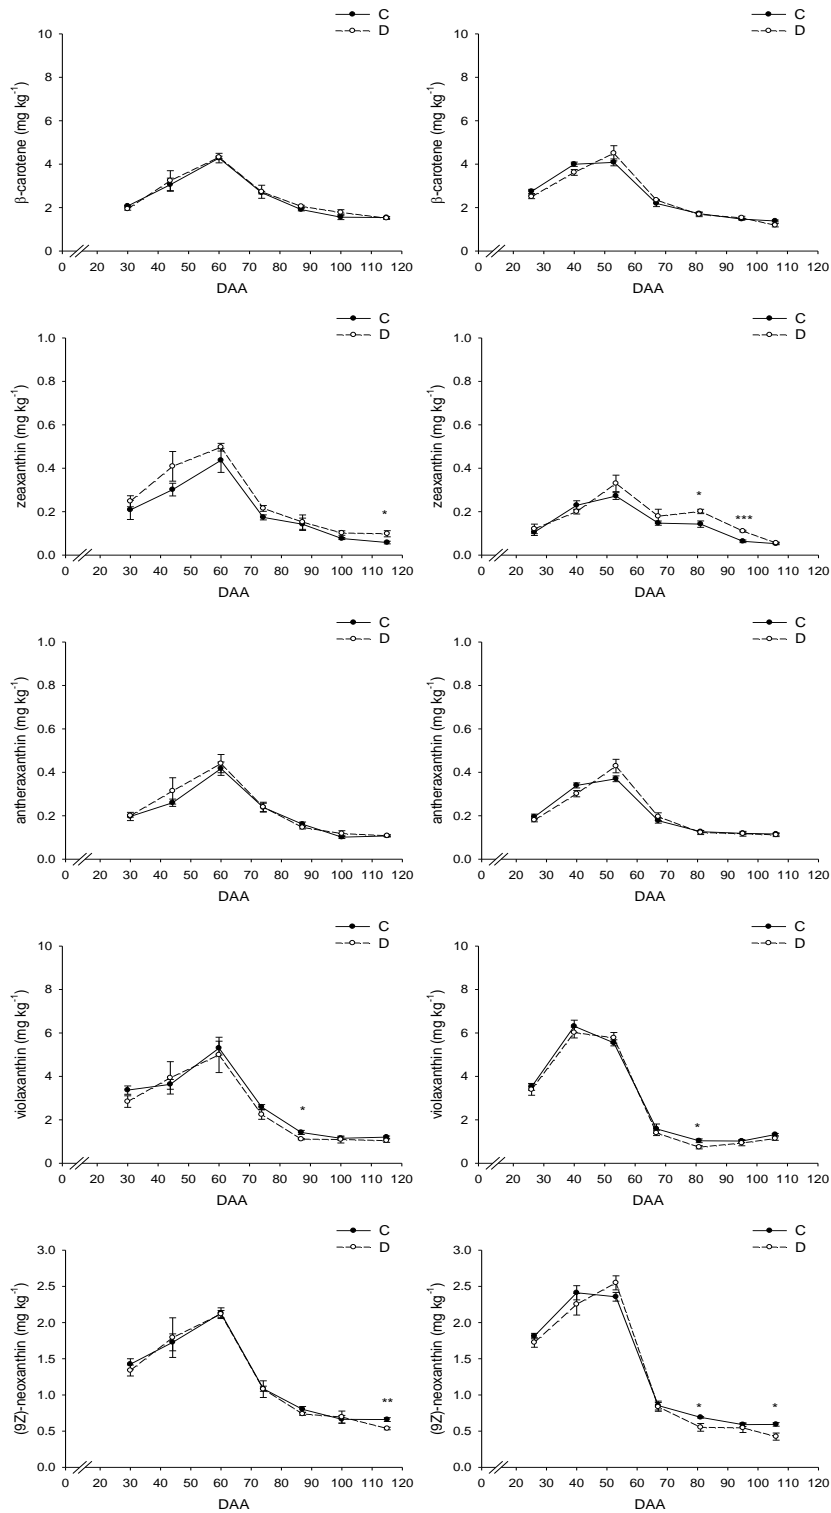 C
D
10
8
6
4
2
0
β-carotene (mg kg-1)
0 20 30 40 50 60 70 80 90 100 110 120
DAA
C
D
10
8
6
4
2
0
β-carotene (mg kg-1)
0 20 30 40 50 60 70 80 90 100 110 120
DAA
C
D
1.0
0.8
0.6
0.4
0.2
0.0
zeaxanthin (mg kg-1)
*
0 20 30 40 50 60 70 80 90 100 110 120
DAA
C
D
1.0
0.8
0.6
0.4
0.2
0.0
zeaxanthin (mg kg-1)
*
***
0 20 30 40 50 60 70 80 90 100 110 120
DAA
C
D
1.0
0.8
0.6
0.4
0.2
0.0
antheraxanthin (mg kg-1)
0 20 30 40 50 60 70 80 90 100 110 120
DAA
C
D
1.0
0.8
0.6
0.4
0.2
0.0
antheraxanthin (mg kg-1)
0 20 30 40 50 60 70 80 90 100 110 120
DAA
C
D
10
8
6
4
2
0
violaxanthin (mg kg-1)
*
0 20 30 40 50 60 70 80 90 100 110 120
DAA
C
D
10
8
6
4
2
0
violaxanthin (mg kg-1)
*
0 20 30 40 50 60 70 80 90 100 110 120
DAA
C
D
3.0
2.5
2.0
1.5
1.0
0.5
0.0
(9Z)-neoxanthin (mg kg-1)
**
0 20 30 40 50 60 70 80 90 100 110 120
DAA
C
D
3.0
2.5
2.0
1.5
1.0
0.5
0.0
(9Z)-neoxanthin (mg kg-1)
*
*
0 20 30 40 50 60 70 80 90 100 110 120
DAA